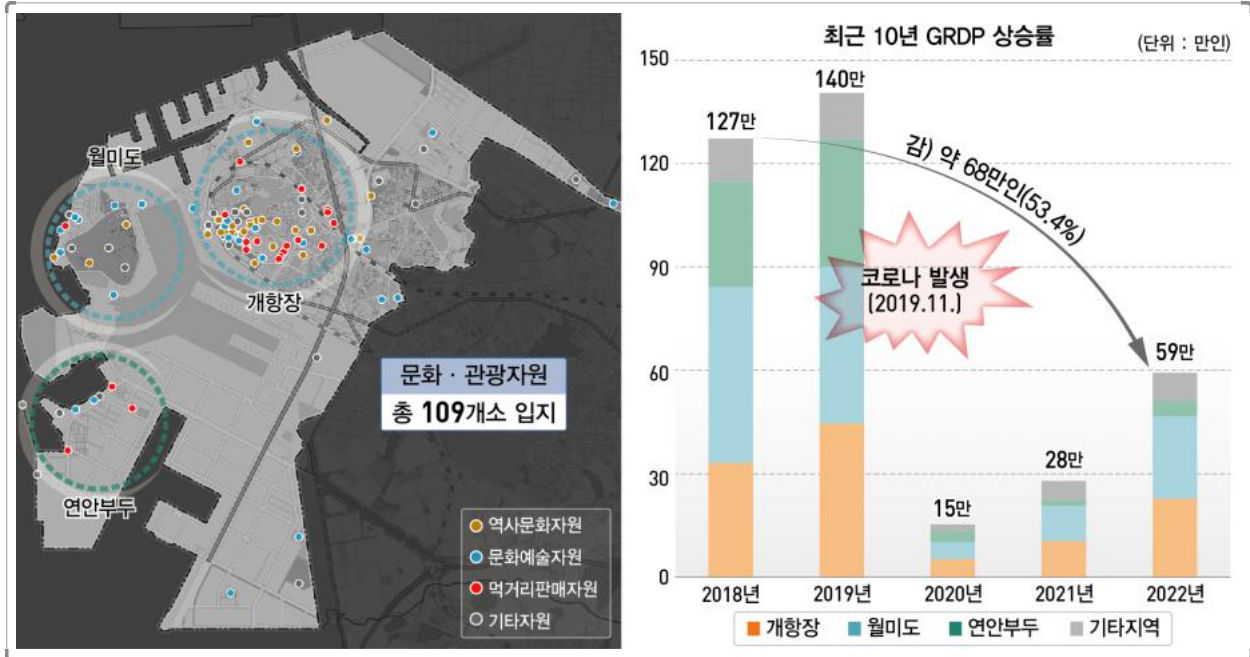 월미도
개항장
연안부두
문화 · 관광자원
총 109개소 입지
역사문화자원
문화예술자원
먹거리판매자원
기타자원
최근 10년 GRDP 상승률
(단위 : 만인)
150
120
90
60
30
0
127만
140만
15만
28만
59만
감) 약 68만인(53.4%)
코로나 발생
(2019.11.)
2018년
2019년
2020년
2021년
2022년
개항장
월미도
연안부두
기타지역